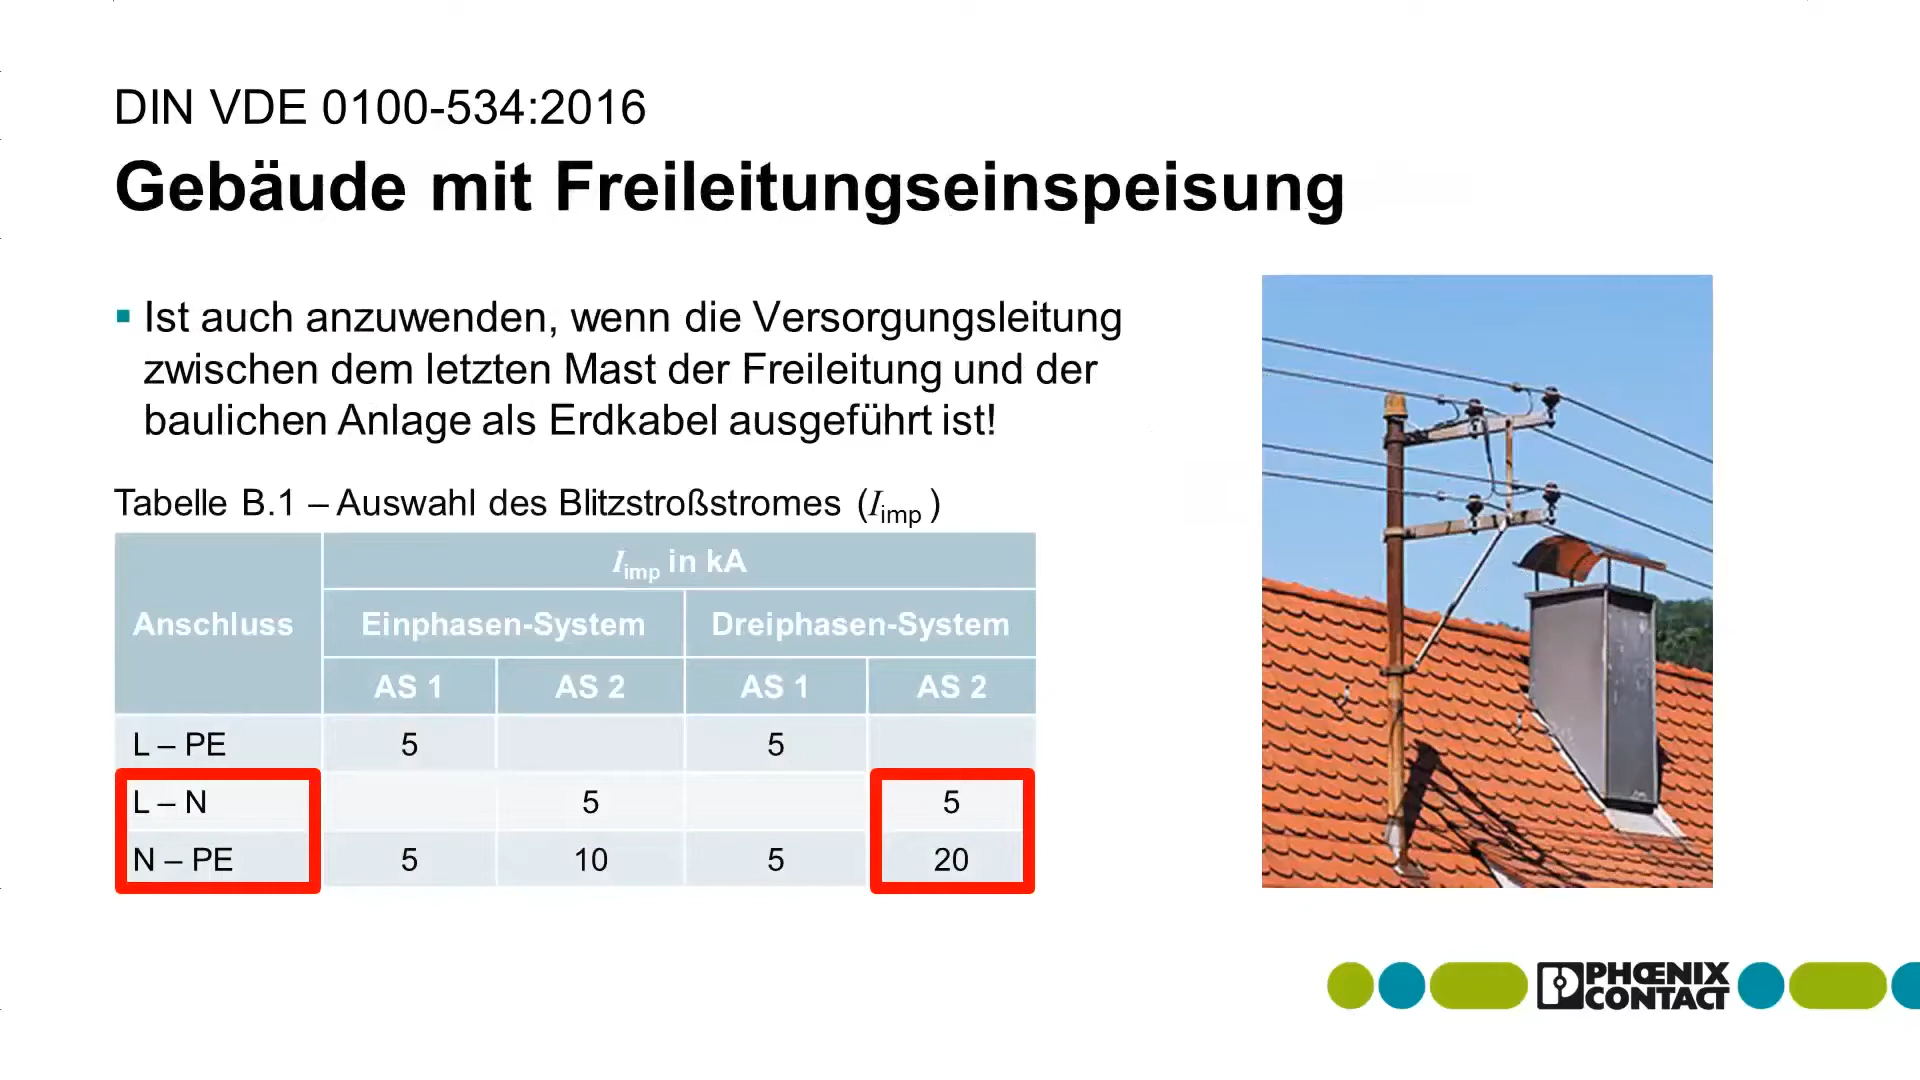 DIN VDE 0100-534:2016
Gebäude mit Freileitungseinspeisung
▪ Ist auch anzuwenden, wenn die Versorgungsleitung
zwischen dem letzten Mast der Freileitung und der
baulichen Anlage als Erdkabel ausgeführt ist!
Tabelle B.1 – Auswahl des Blitzstroßstromes (Iimp )
Anschluss
Iimp in kA
Einphasen-System Dreiphasen-System
AS 1 AS 2 AS 1 AS 2
L – PE 5 5
L – N 5 5
N – PE 5 10 5 20
PHŒNIX
CONTACT